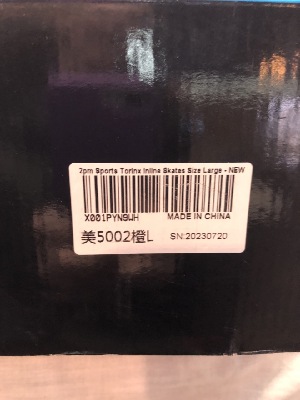 2pm Sports Torinx Inline Skates Size Large - NEW
X001PYN9WH MADE IN CHINA
美5002橙L SN:20230720